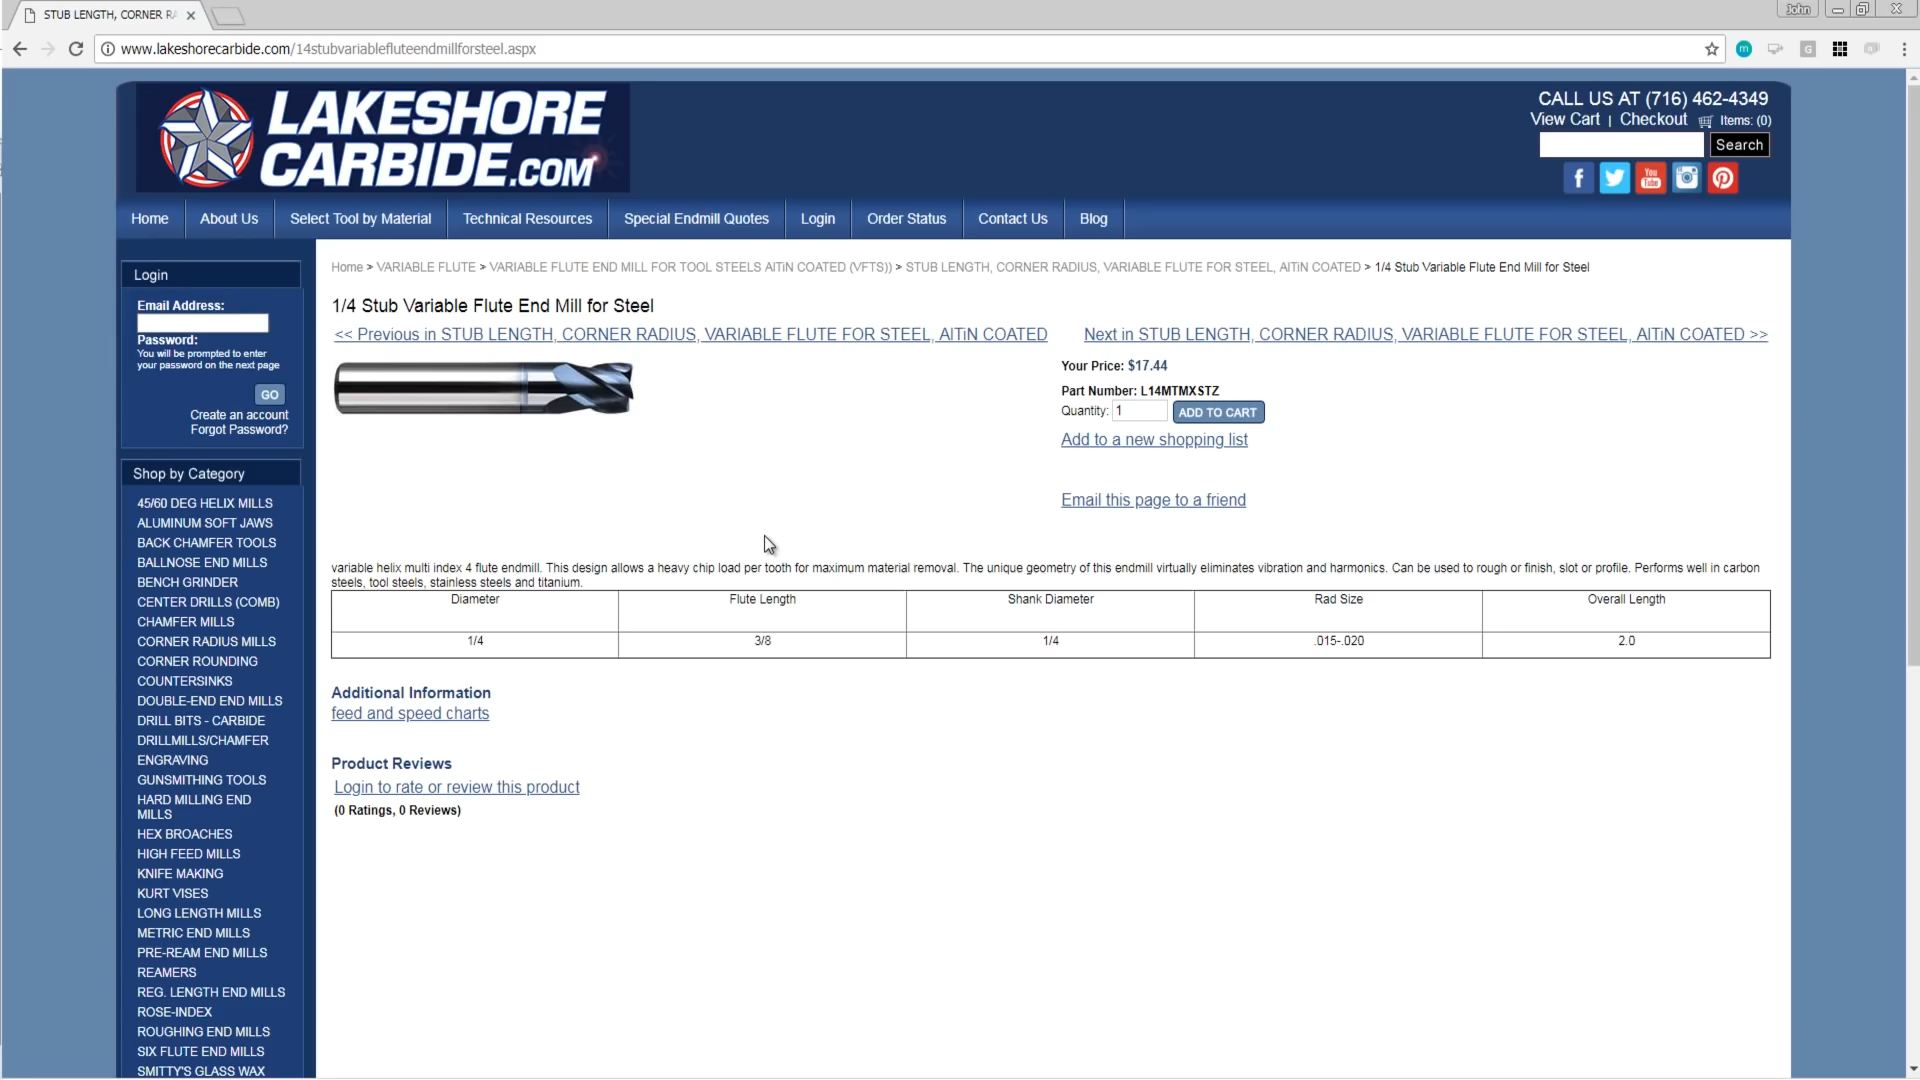 STUB LENGTH, CORNER RA
John
www.lakeshorecarbide.com/14stubvariablefluteendmillforsteel.aspx
LAKESHORE
CARBIDE.COM
CALL US AT (716) 462-4349
View Cart | Checkout Items: (0)
Search
Home
About Us
Select Tool by Material
Technical Resources
Special Endmill Quotes
Login
Order Status
Contact Us
Blog
Login
Email Address:
Password:
You will be prompted to enter
your password on the next page
GO
Create an account
Forgot Password?
Shop by Category
45/60 DEG HELIX MILLS
ALUMINUM SOFT JAWS
BACK CHAMFER TOOLS
BALLNOSE END MILLS
BENCH GRINDER
CENTER DRILLS (COMB)
CHAMFER MILLS
CORNER RADIUS MILLS
CORNER ROUNDING
COUNTERSINKS
DOUBLE-END END MILLS
DRILL BITS - CARBIDE
DRILLMILLS/CHAMFER
ENGRAVING
GUNSMITHING TOOLS
HARD MILLING END
MILLS
HEX BROACHES
HIGH FEED MILLS
KNIFE MAKING
KURT VISES
LONG LENGTH MILLS
METRIC END MILLS
PRE-REAM END MILLS
REAMERS
REG. LENGTH END MILLS
ROSE-INDEX
ROUGHING END MILLS
SIX FLUTE END MILLS
SMITTY'S GLASS WAX
Home > VARIABLE FLUTE > VARIABLE FLUTE END MILL FOR TOOL STEELS AlTiN COATED (VFTS)) > STUB LENGTH, CORNER RADIUS, VARIABLE FLUTE FOR STEEL, AlTiN COATED > 1/4 Stub Variable Flute End Mill for Steel
1/4 Stub Variable Flute End Mill for Steel
<< Previous in STUB LENGTH, CORNER RADIUS, VARIABLE FLUTE FOR STEEL, AlTiN COATED
Next in STUB LENGTH, CORNER RADIUS, VARIABLE FLUTE FOR STEEL, AlTiN COATED >>
Your Price: $17.44
Part Number: L14MTMXSTZ
Quantity: 1 ADD TO CART
Add to a new shopping list
Email this page to a friend
variable helix multi index 4 flute endmill. This design allows a heavy chip load per tooth for maximum material removal. The unique geometry of this endmill virtually eliminates vibration and harmonics. Can be used to rough or finish, slot or profile. Performs well in carbon
steels, tool steels, stainless steels and titanium.
Diameter Flute Length Shank Diameter Rad Size Overall Length
1/4 3/8 1/4 .015-.020 2.0
Additional Information
feed and speed charts
Product Reviews
Login to rate or review this product
(0 Ratings, 0 Reviews)